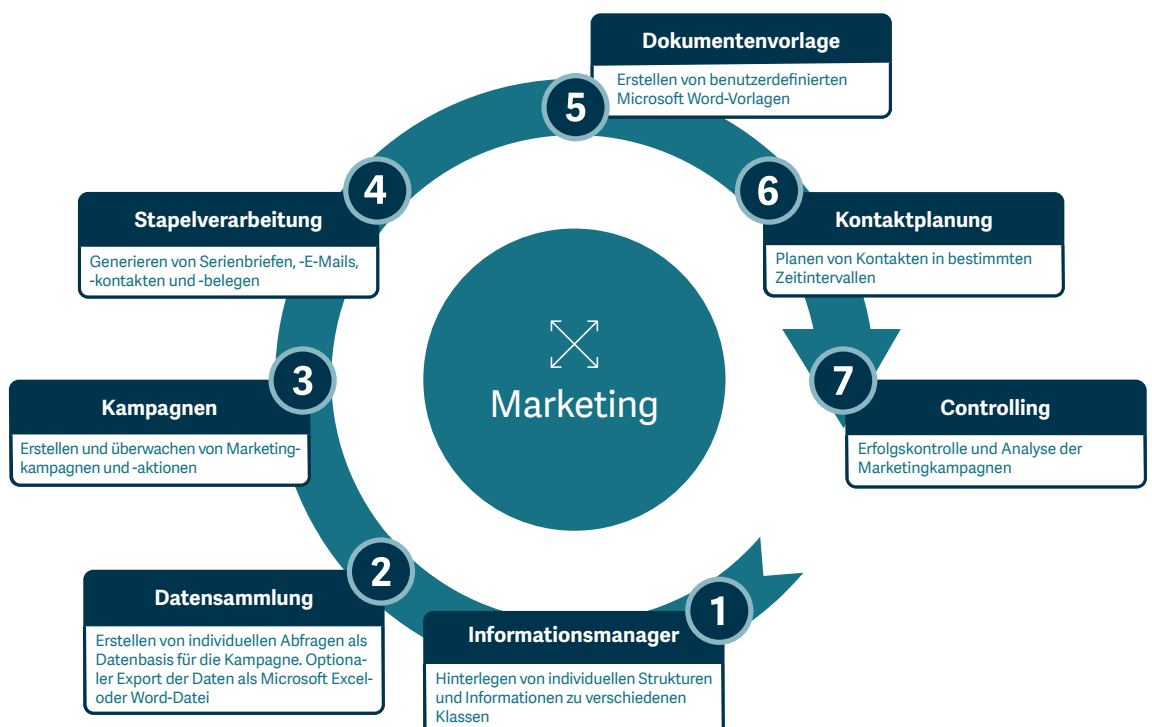 5
Dokumentenvorlage
Erstellen von benutzerdefinierten
Microsoft Word-Vorlagen
4
Stapelverarbeitung
Generieren von Serienbriefen, -E-Mails,
-kontakten und -belegen
6
Kontaktplanung
Planen von Kontakten in bestimmten
Zeitintervallen
Marketing
3
Kampagnen
Erstellen und überwachen von Marketing-
kampagnen und -aktionen
7
Controlling
Erfolgskontrolle und Analyse der
Marketingkampagnen
2
Datensammlung
Erstellen von individuellen Abfragen als
Datenbasis für die Kampagne. Optiona-
ler Export der Daten als Microsoft Excel-
oder Word-Datei
1
Informationsmanager
Hinterlegen von individuellen Strukturen
und Informationen zu verschiedenen
Klassen